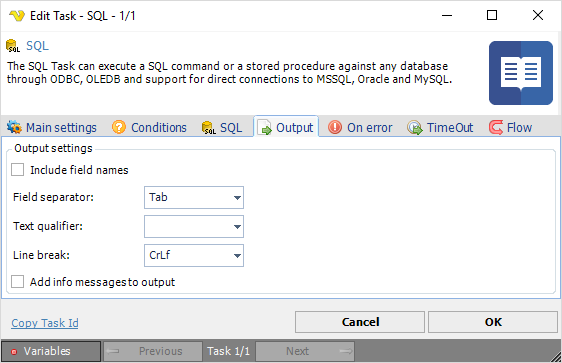 Edit Task - SQL - 1/1
SQL
SQL
The SQL Task can execute a SQL command or a stored procedure against any database
through ODBC, OLEDB and support for direct connections to MSSQL, Oracle and MySQL.
Main settings Conditions SQL SQL Output On error TimeOut Flow
Output settings
Include field names
Field separator: Tab
Text qualifier:
Line break: CrLf
Add info messages to output
Copy Task Id Cancel OK
Variables Previous Task 1/1 Next